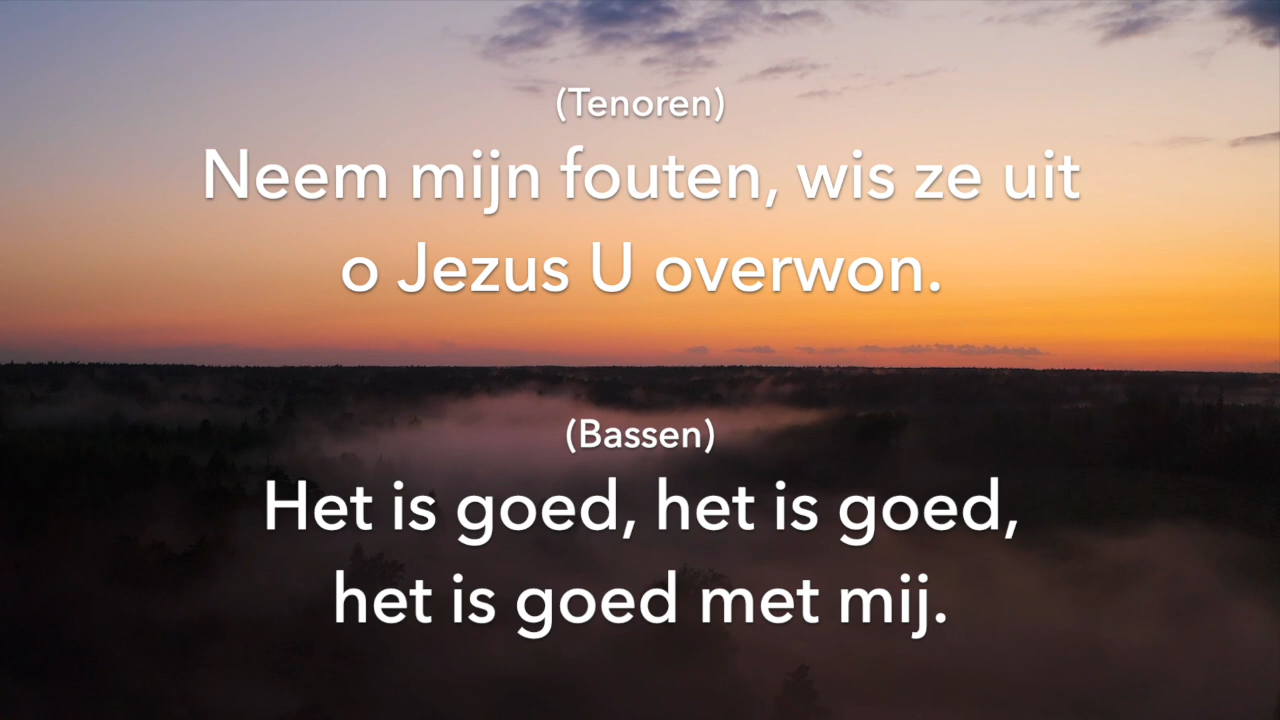 (Tenoren)
Neem mijn fouten, wis ze uit
o Jezus U overwon.
(Bassen)
Het is goed, het is goed,
het is goed met mij.